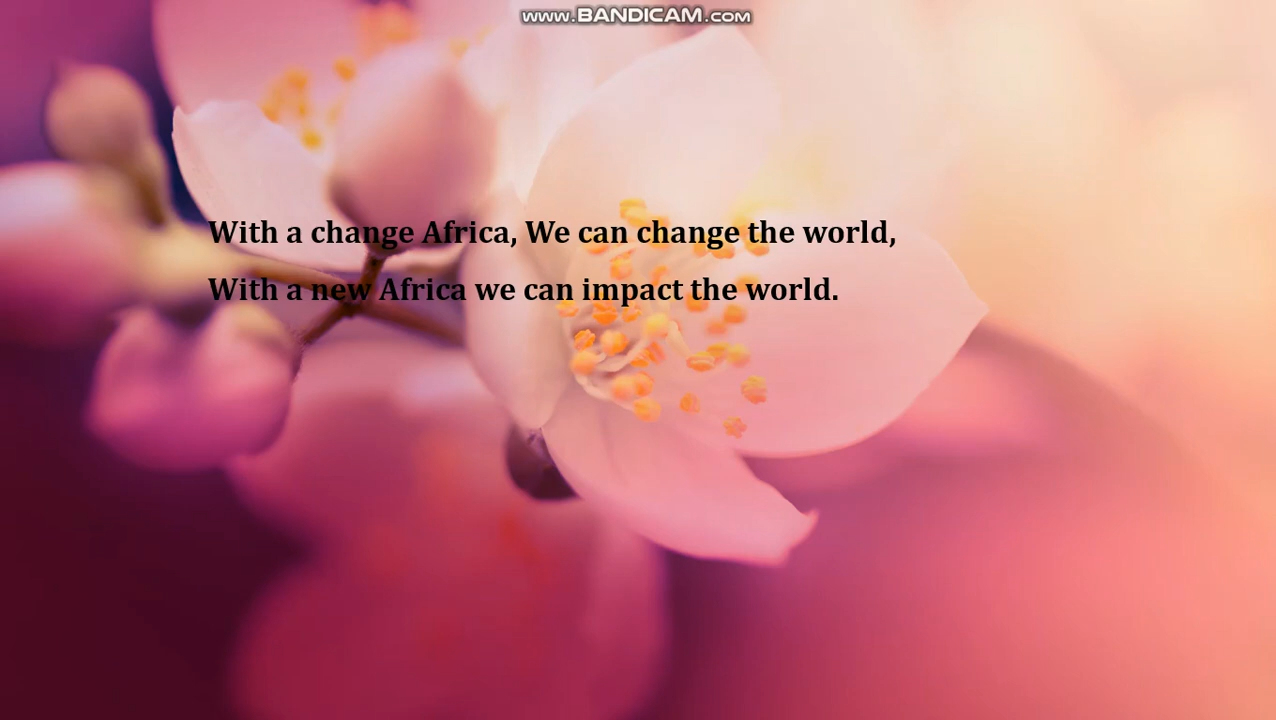 www.BANDICAM.com
With a change Africa, We can change the world,
With a new Africa we can impact the world.